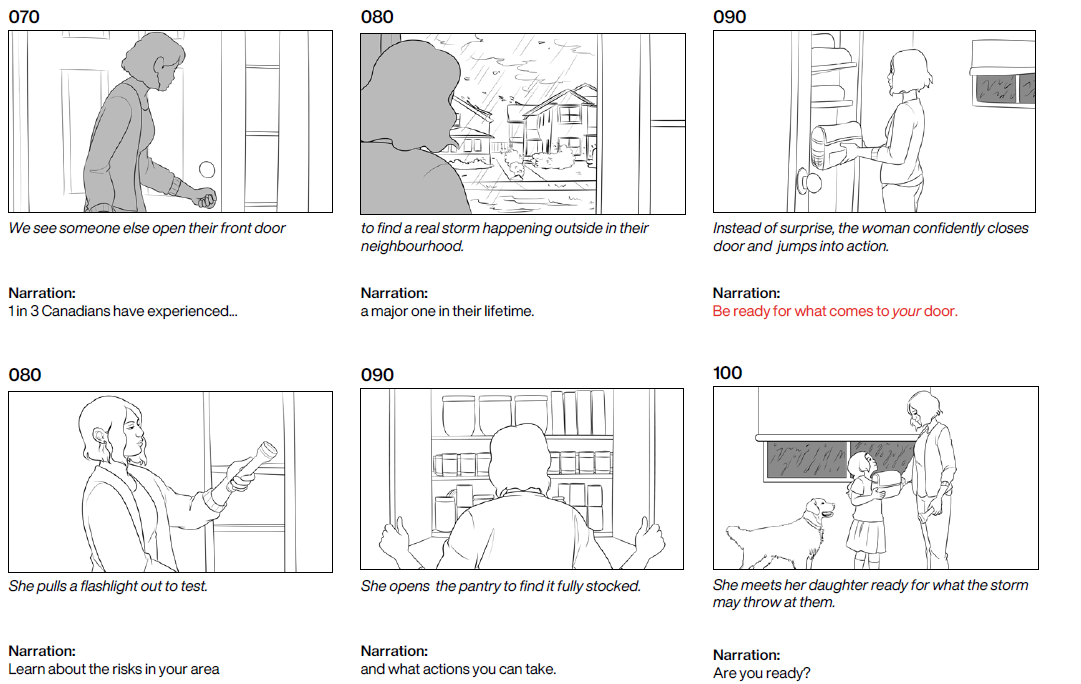 070
We see someone else open their front door
Narration:
1 in 3 Canadians have experienced...
080
to find a real storm happening outside in their
neighbourhood.
Narration:
a major one in their lifetime.
090
Instead of surprise, the woman confidently closes
door and jumps into action.
Narration:
Be ready for what comes to your door.
080
She pulls a flashlight out to test.
Narration:
Learn about the risks in your area
090
She opens the pantry to find it fully stocked.
Narration:
and what actions you can take.
100
She meets her daughter ready for what the storm
may throw at them.
Narration:
Are you ready?